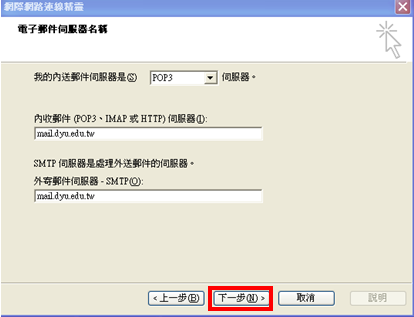 網際網路連線精靈
電子郵件伺服器名稱
我的內送郵件伺服器是(S) POP3 伺服器。
內收郵件 (POP3、IMAP 或 HTTP) 伺服器(I):
mail.dyu.edu.tw
SMTP 伺服器是處理外送郵件的伺服器。
外寄郵件伺服器 - SMTP(O):
mail.dyu.edu.tw
< 上一步(B) 下一步(N) > 取消 說明